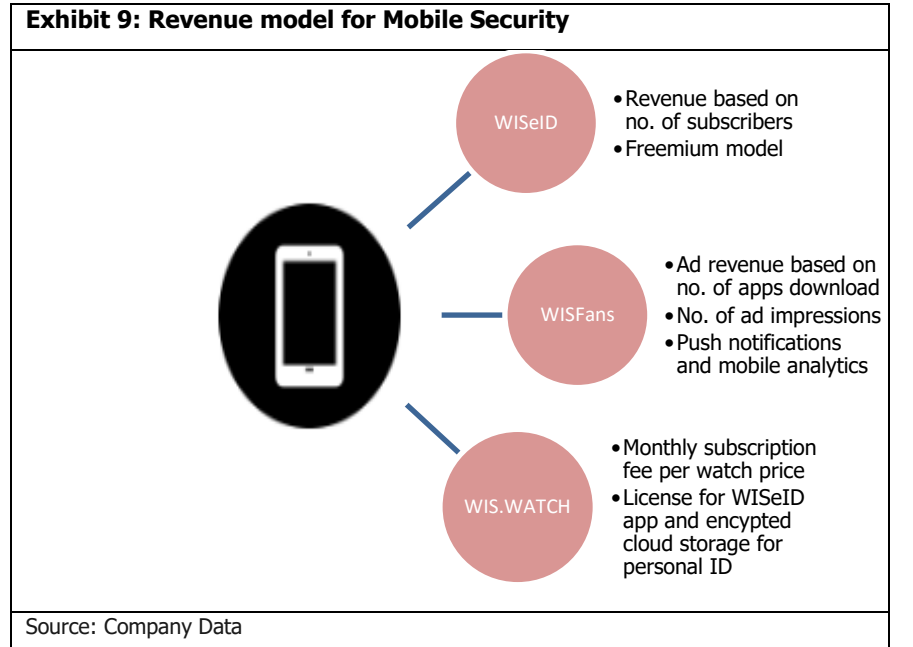 Exhibit 9: Revenue model for Mobile Security
WISeID
•Revenue based on
no. of subscribers
•Freemium model
WISFans
•Ad revenue based on
no. of apps download
•No. of ad impressions
•Push notifications
and mobile analytics
WIS.WATCH
•Monthly subscription
fee per watch price
•License for WISeID
app and encypted
cloud storage for
personal ID
Source: Company Data